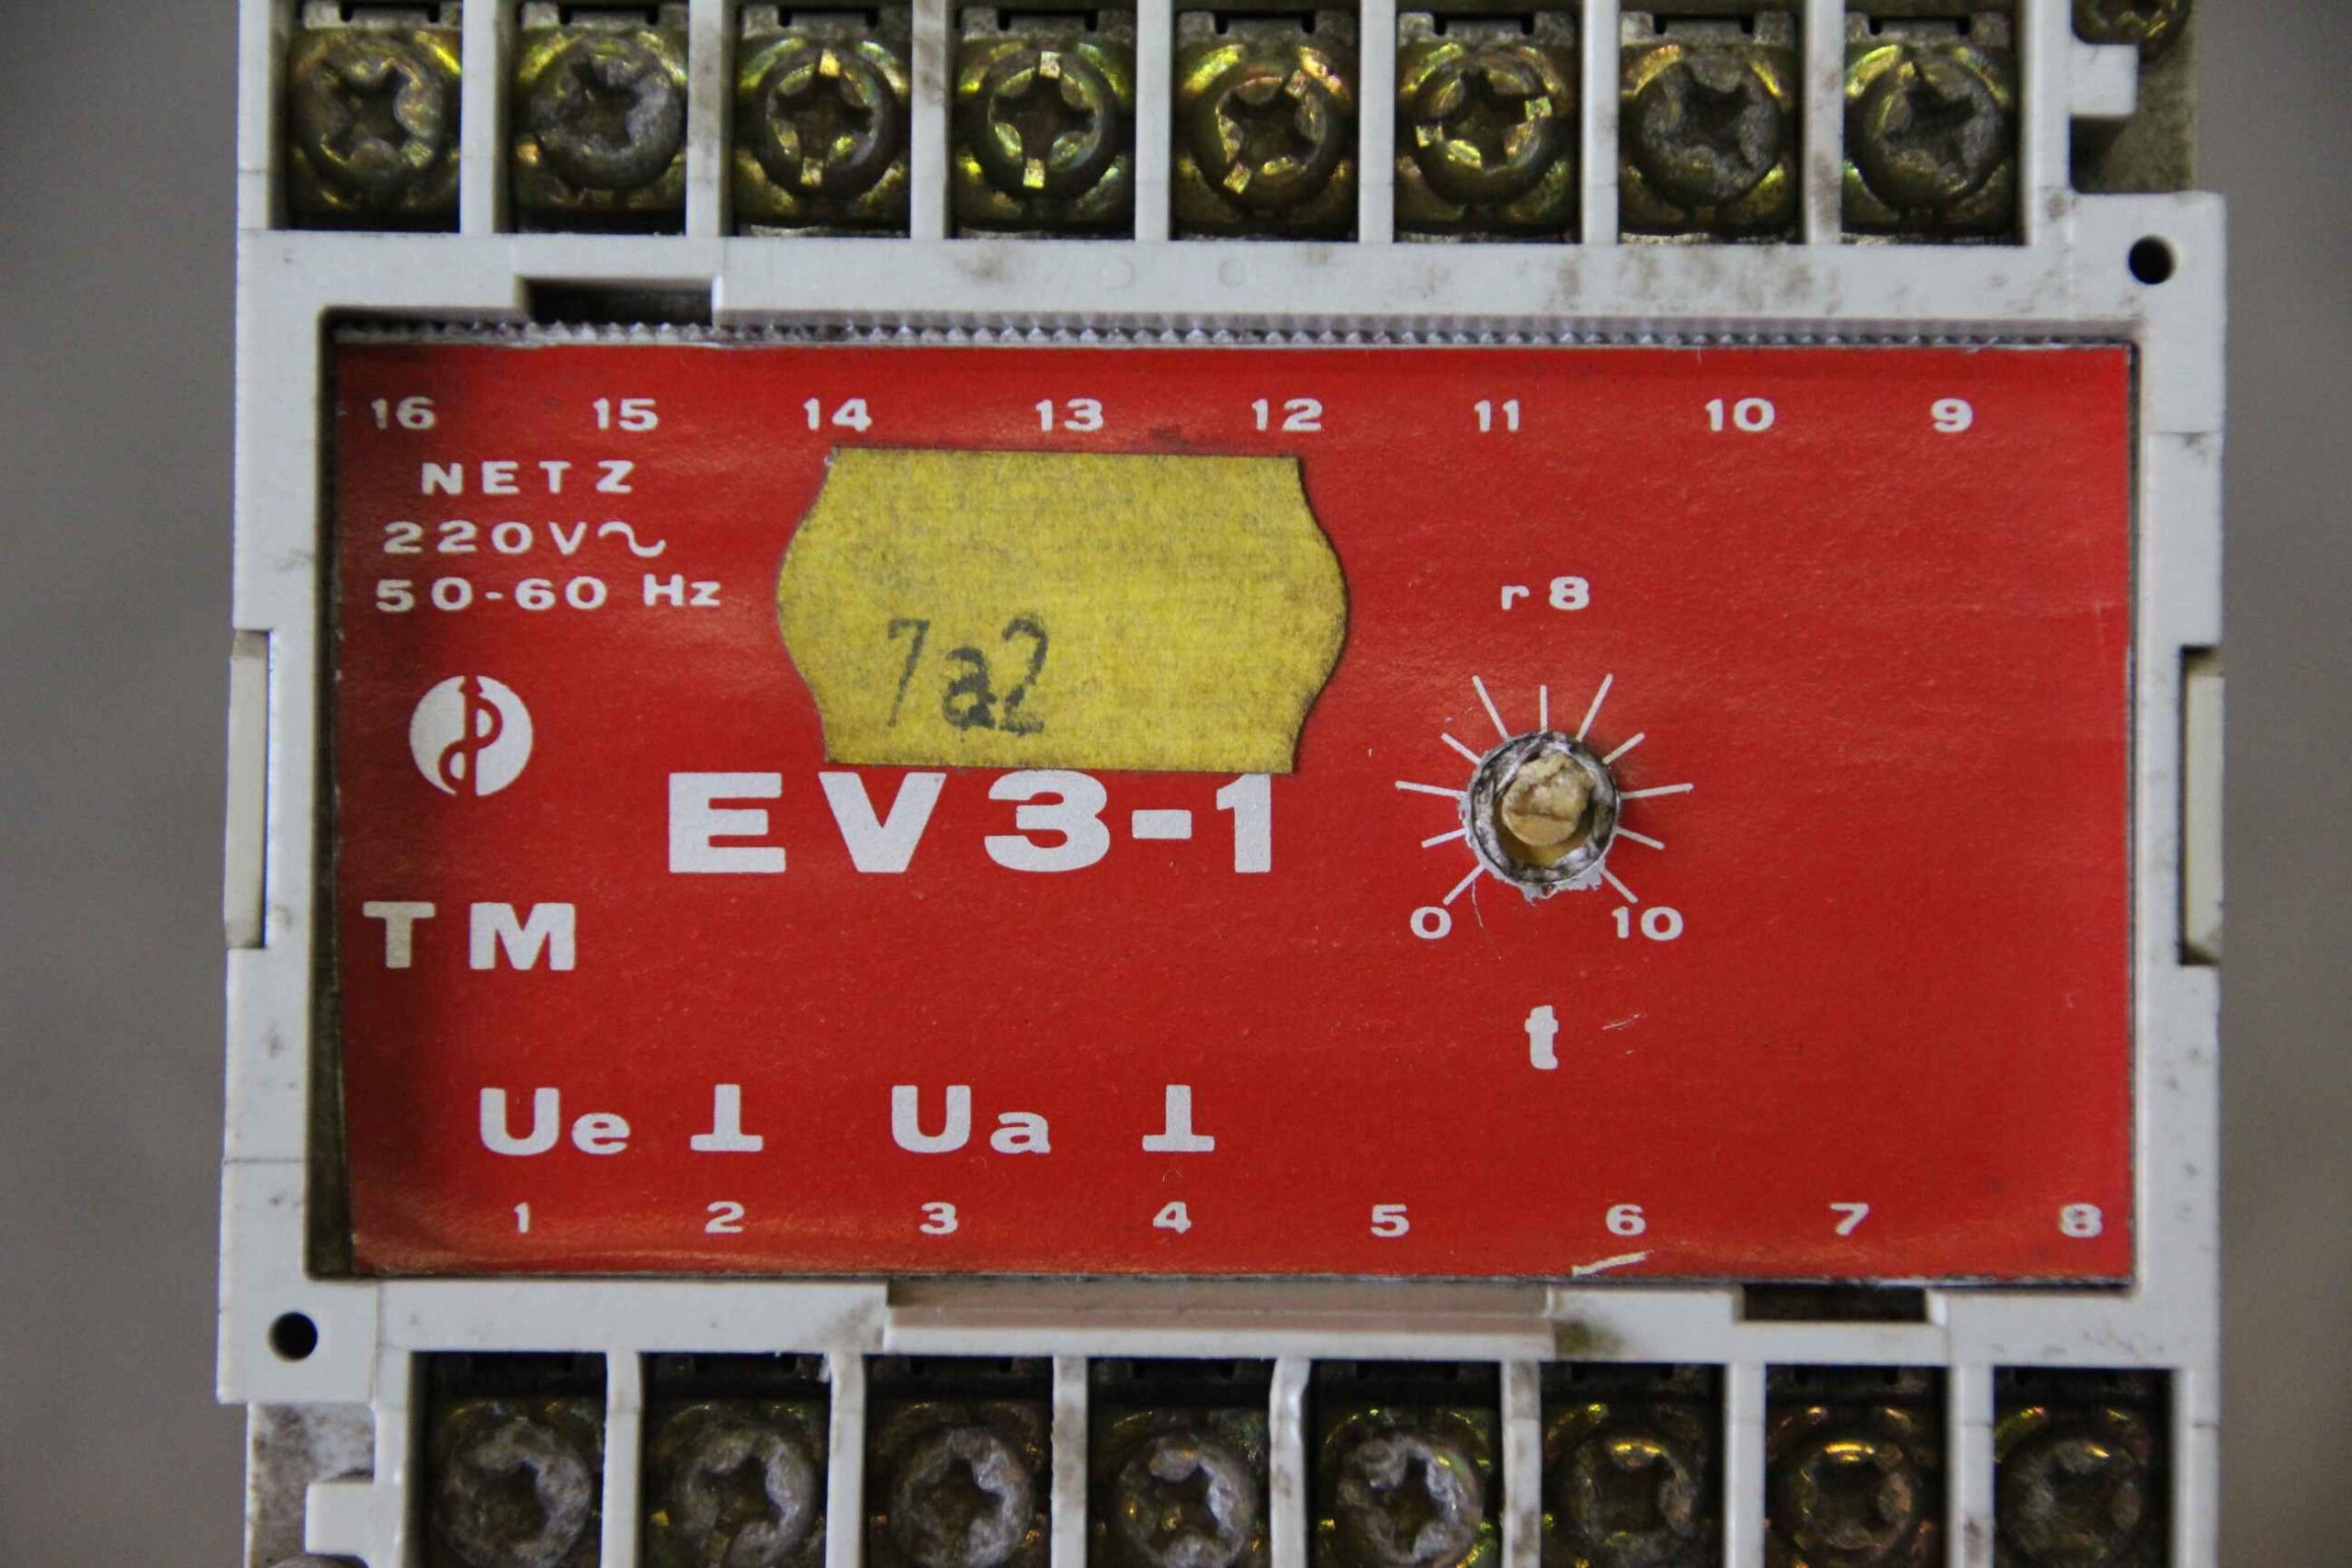 16 15 14 13 12 11 10 9
NETZ
220V~
50-60 Hz
7a2
r8
EV3-1
0 10
TM
t
Ue ⊥ Ua ⊥
1 2 3 4 5 6 7 8